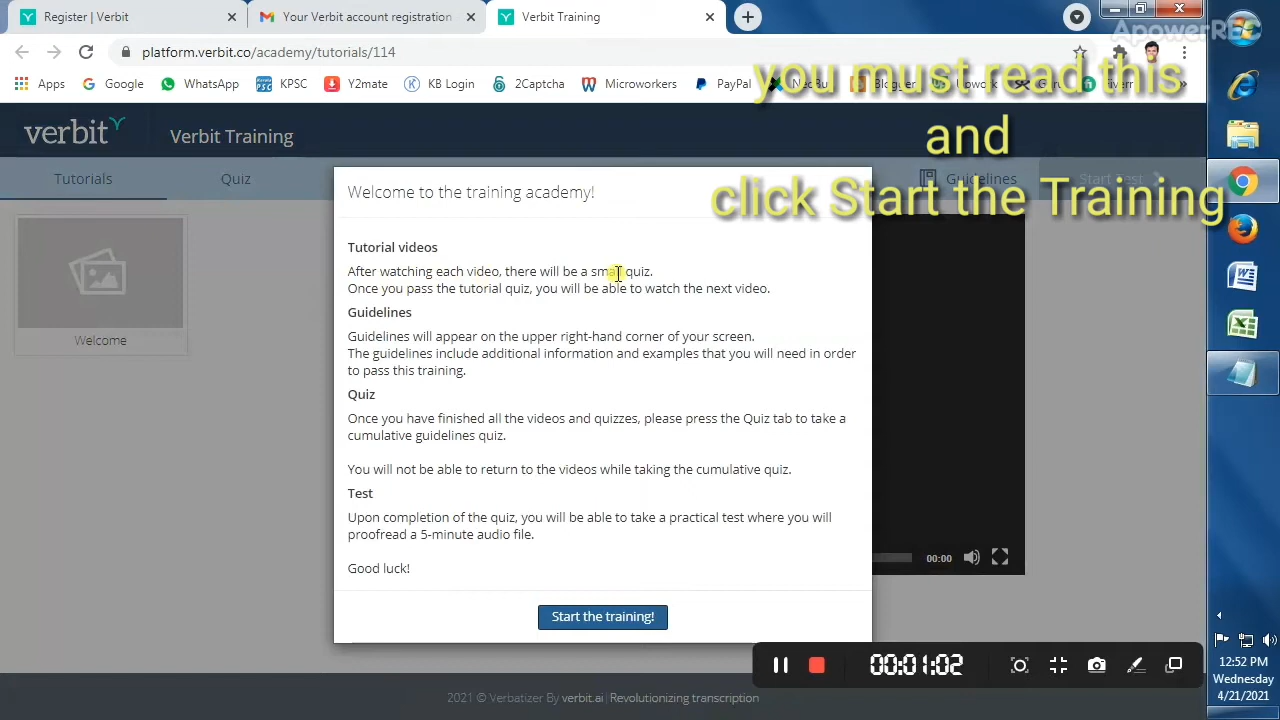 Register | Verbit
Your Verbit account registration
Verbit Training
ApowerREC
platform.verbit.co/academy/tutorials/114
you must read this
and
click Start the Training
Apps
Google
WhatsApp
KPSC
Y2mate
KB Login
2Captcha
Microworkers
PayPal
Blogger
verbit
Verbit Training
Tutorials
Quiz
Guidelines
Start Test
Welcome to the training academy!
Tutorial videos
After watching each video, there will be a small quiz.
Once you pass the tutorial quiz, you will be able to watch the next video.
Guidelines
Guidelines will appear on the upper right-hand corner of your screen.
The guidelines include additional information and examples that you will need in order
to pass this training.
Quiz
Once you have finished all the videos and quizzes, please press the Quiz tab to take a
cumulative guidelines quiz.
You will not be able to return to the videos while taking the cumulative quiz.
Test
Upon completion of the quiz, you will be able to take a practical test where you will
proofread a 5-minute audio file.
Good luck!
Start the training!
Welcome
00:00
00:01:02
12:52 PM
Wednesday
4/21/2021
2021 © Verbatizer By verbit.ai | Revolutionizing transcription